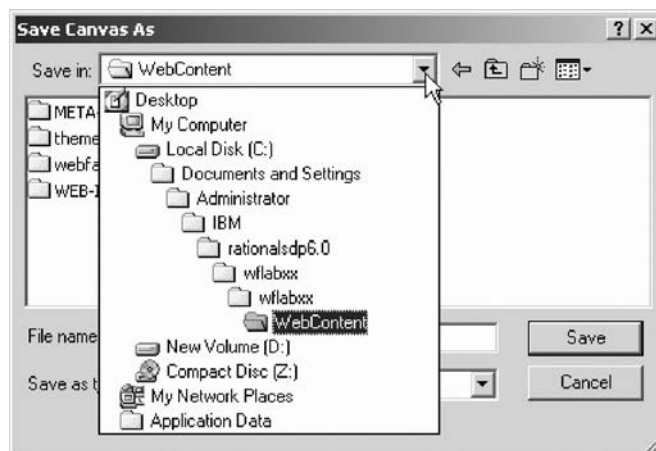 Save Canvas As
Save in: WebContent
Desktop
META-
My Computer
theme
Local Disk (C:)
webfa
Documents and Settings
WEB-I
Administrator
IBM
rationalsdp6.0
wflabxx
wflabxx
WebContent
File name
Save
New Volume (D:)
Compact Disc (Z:)
Save as t
Cancel
My Network Places
Application Data